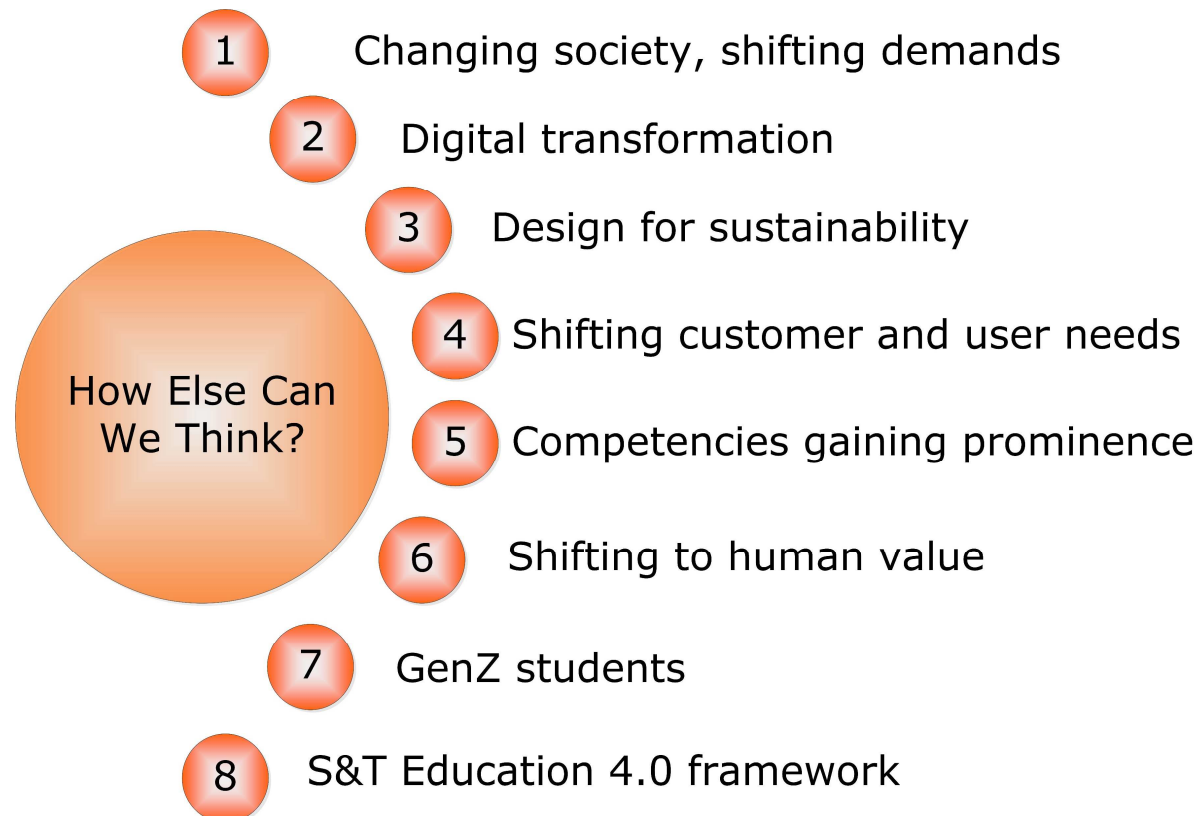 1 Changing society, shifting demands
2 Digital transformation
3 Design for sustainability
4 Shifting customer and user needs
How Else Can
We Think?
5 Competencies gaining prominence
6 Shifting to human value
7 GenZ students
8 S&T Education 4.0 framework